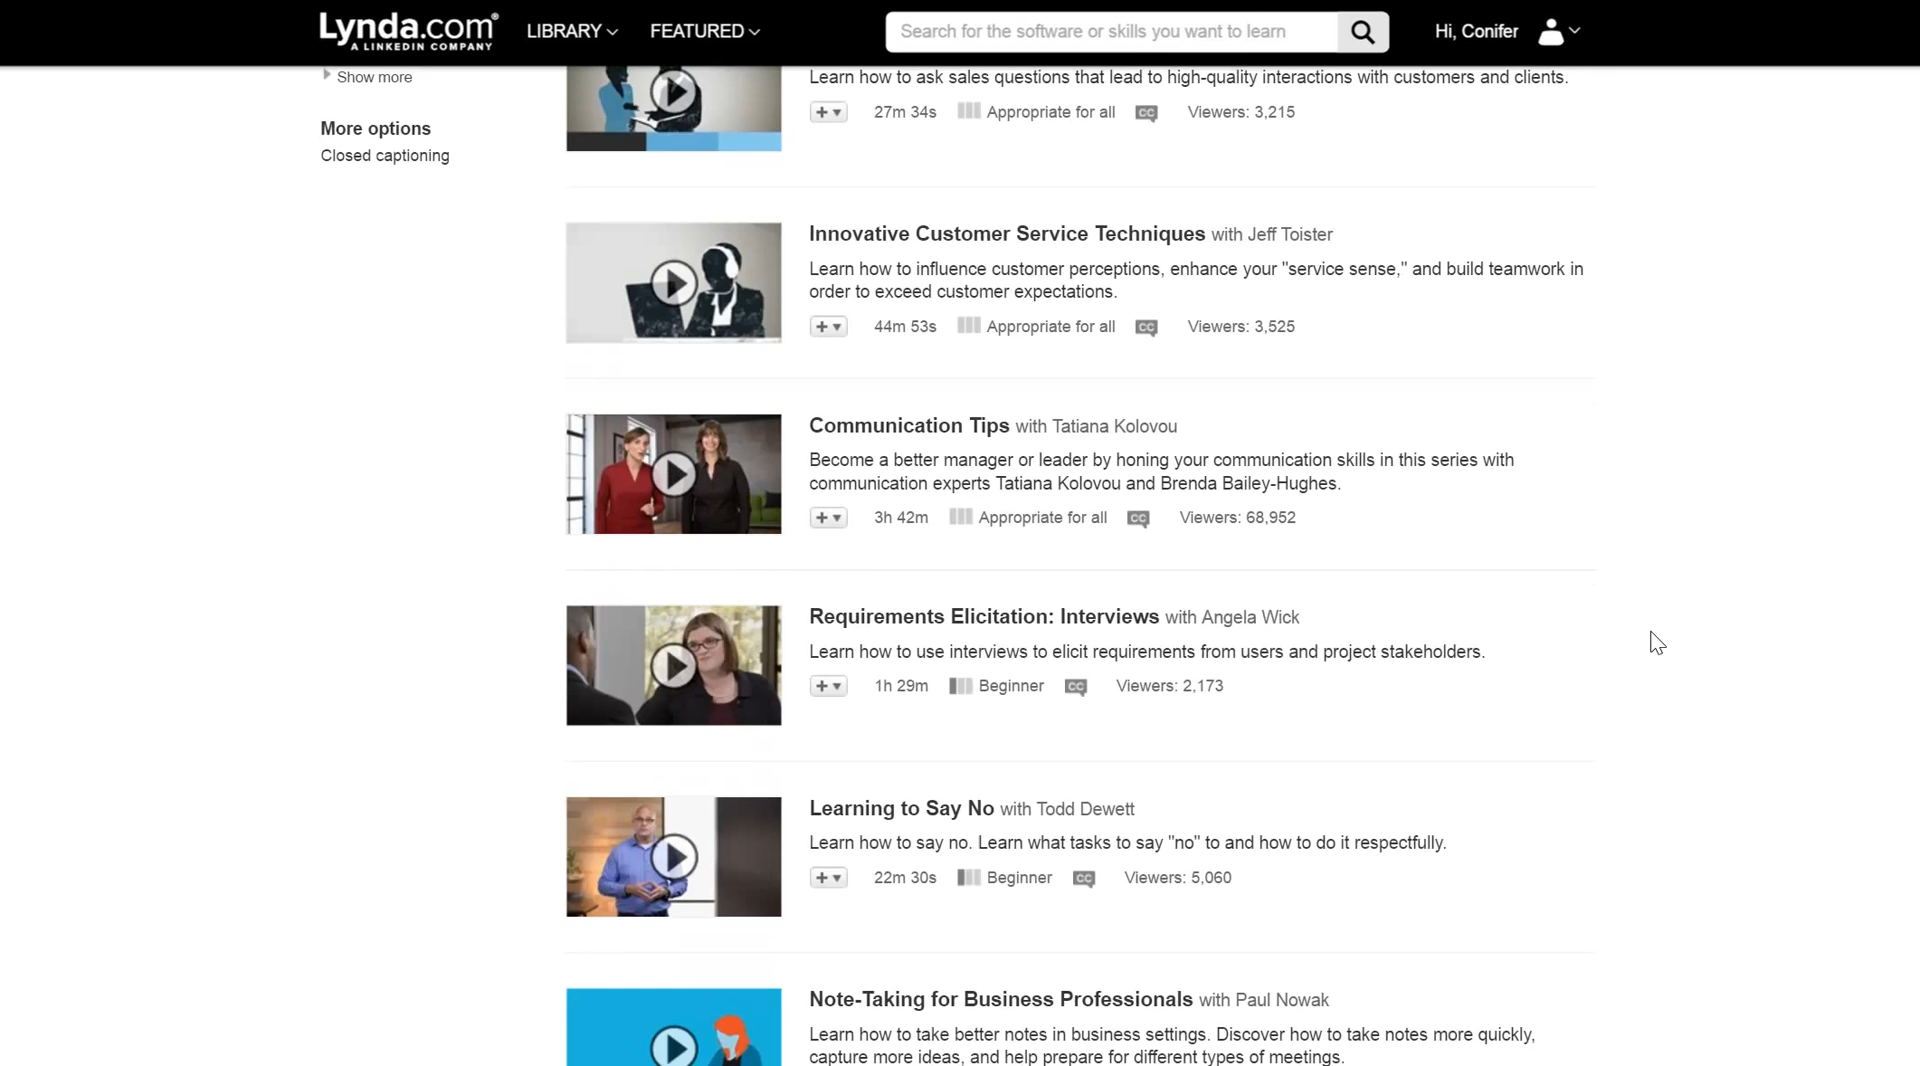 Lynda.com®
A LINKEDIN COMPANY
LIBRARY
FEATURED
Search for the software or skills you want to learn
Hi, Conifer
Show more
More options
Closed captioning
Learn how to ask sales questions that lead to high-quality interactions with customers and clients.
+ 27m 34s Appropriate for all CC Viewers: 3,215
Innovative Customer Service Techniques with Jeff Toister
Learn how to influence customer perceptions, enhance your "service sense," and build teamwork in
order to exceed customer expectations.
+ 44m 53s Appropriate for all CC Viewers: 3,525
Communication Tips with Tatiana Kolovou
Become a better manager or leader by honing your communication skills in this series with
communication experts Tatiana Kolovou and Brenda Bailey-Hughes.
+ 3h 42m Appropriate for all CC Viewers: 68,952
Requirements Elicitation: Interviews with Angela Wick
Learn how to use interviews to elicit requirements from users and project stakeholders.
+ 1h 29m Beginner CC Viewers: 2,173
Learning to Say No with Todd Dewett
Learn how to say no. Learn what tasks to say "no" to and how to do it respectfully.
+ 22m 30s Beginner CC Viewers: 5,060
Note-Taking for Business Professionals with Paul Nowak
Learn how to take better notes in business settings. Discover how to take notes more quickly,
capture more ideas, and help prepare for different types of meetings.